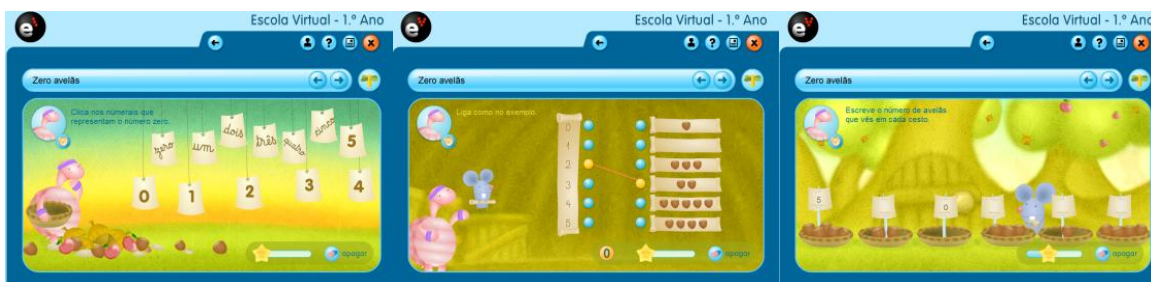 Escola Virtual - 1.º Ano
Zero avelãs
Clica nos numerais que
representam o número zero.
zero um dois três quatro cinco 5
0 1 2 3 4
apagar
Escola Virtual - 1.º Ano
Zero avelãs
Liga como no exemplo.
0
1
2
3
4
5
0
apagar
Escola Virtual - 1.º Ano
Zero avelãs
Escreve o número de avelãs
que vês em cada cesto.
5 0
apagar